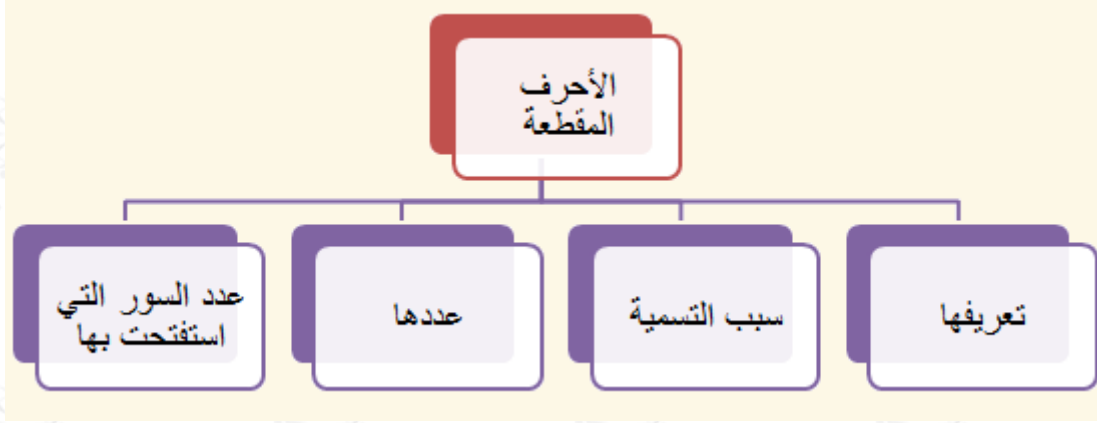 الأحرف
المقطعة
تعريفها
سبب التسمية
عددها
عدد السور التي
استفتحت بها